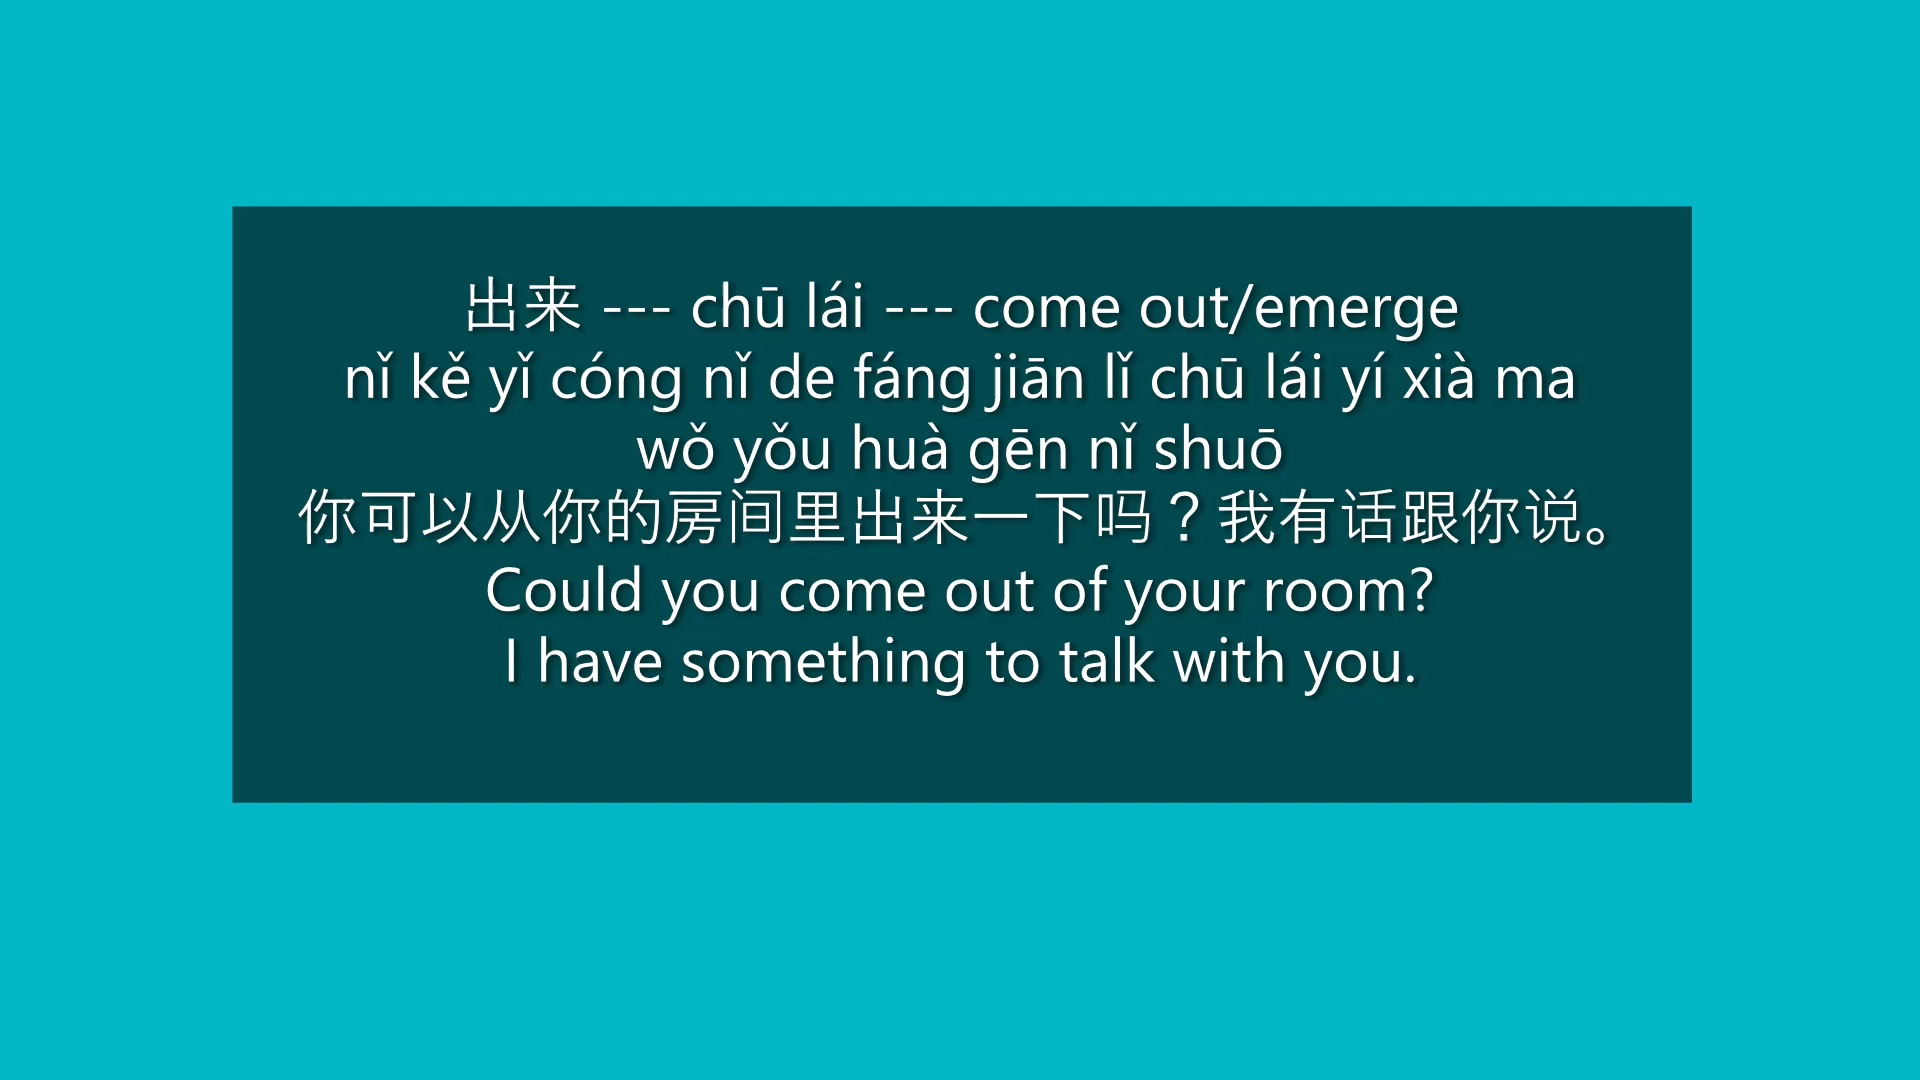 出来 --- chū lái --- come out/emerge
nǐ kě yǐ cóng nǐ de fáng jiān lǐ chū lái yí xià ma
wǒ yǒu huà gēn nǐ shuō
你可以从你的房间里出来一下吗？我有话跟你说。
Could you come out of your room?
I have something to talk with you.